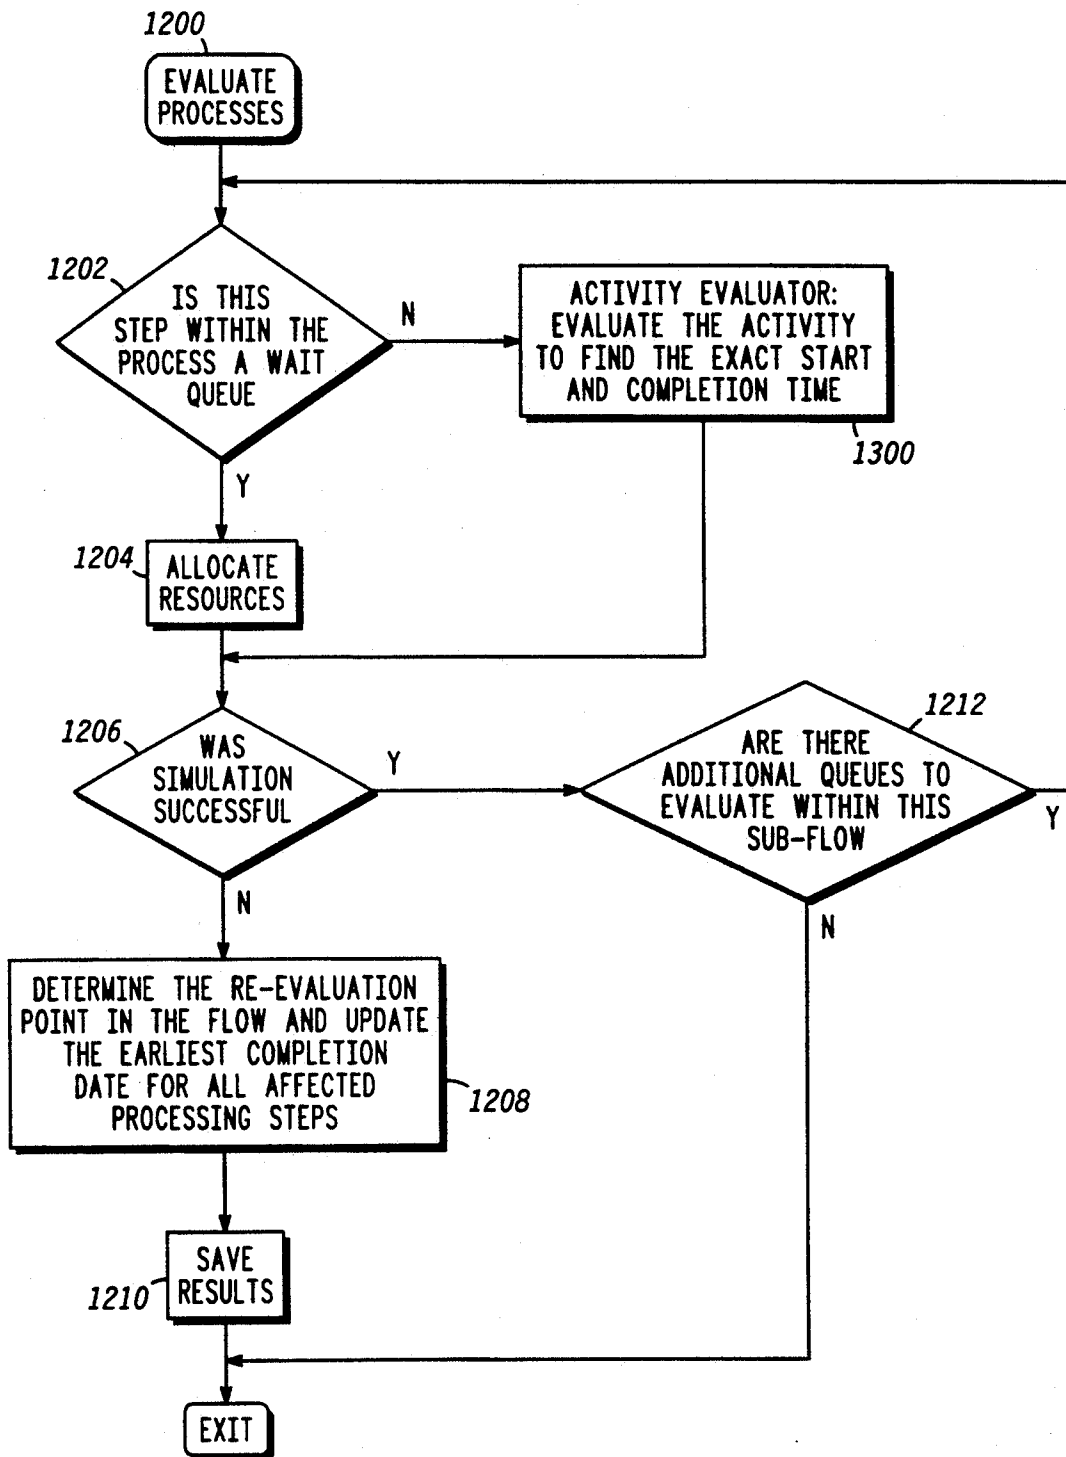 1200
EVALUATE
PROCESSES
1202
IS THIS
STEP WITHIN THE
PROCESS A WAIT
QUEUE
N
ACTIVITY EVALUATOR:
EVALUATE THE ACTIVITY
TO FIND THE EXACT START
AND COMPLETION TIME
1300
Y
1204
ALLOCATE
RESOURCES
1206
WAS
SIMULATION
SUCCESSFUL
Y
1212
ARE THERE
ADDITIONAL QUEUES TO
EVALUATE WITHIN THIS
SUB-FLOW
Y
N
N
DETERMINE THE RE-EVALUATION
POINT IN THE FLOW AND UPDATE
THE EARLIEST COMPLETION
DATE FOR ALL AFFECTED
PROCESSING STEPS
1208
SAVE
RESULTS
1210
EXIT